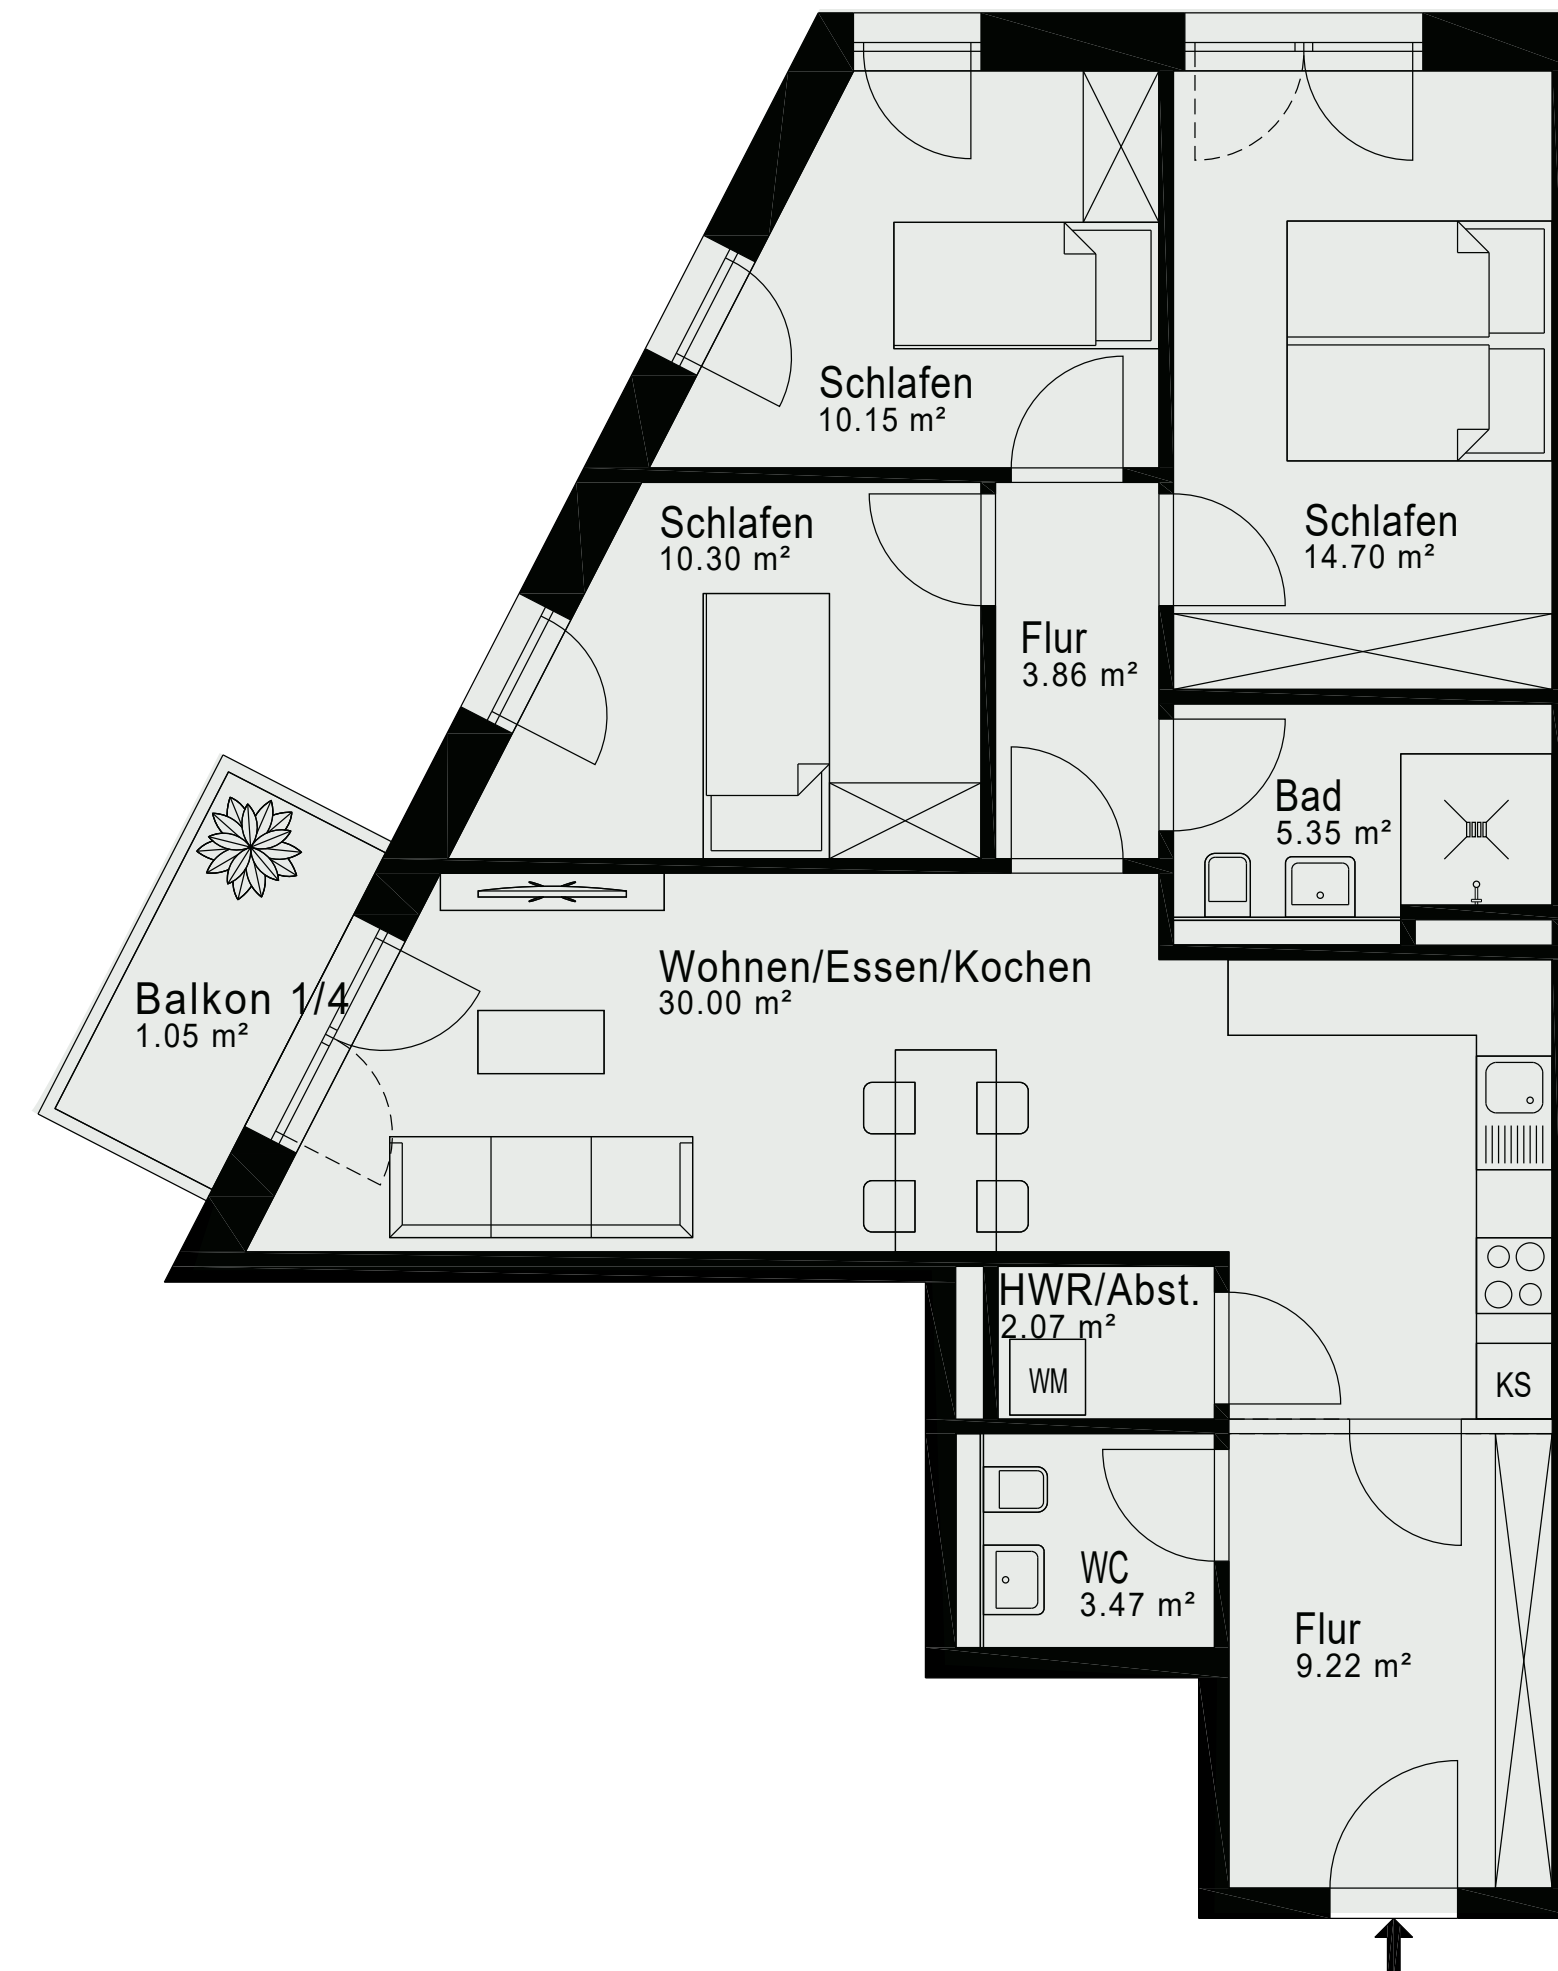 Schlafen
10.15 m²
Schlafen
10.30 m²
Schlafen
14.70 m²
Flur
3.86 m²
Bad
5.35 m²
Wohnen/Essen/Kochen
30.00 m²
Balkon 1/4
1.05 m²
HWR/Abst.
2.07 m²
WM
KS
WC
3.47 m²
Flur
9.22 m²